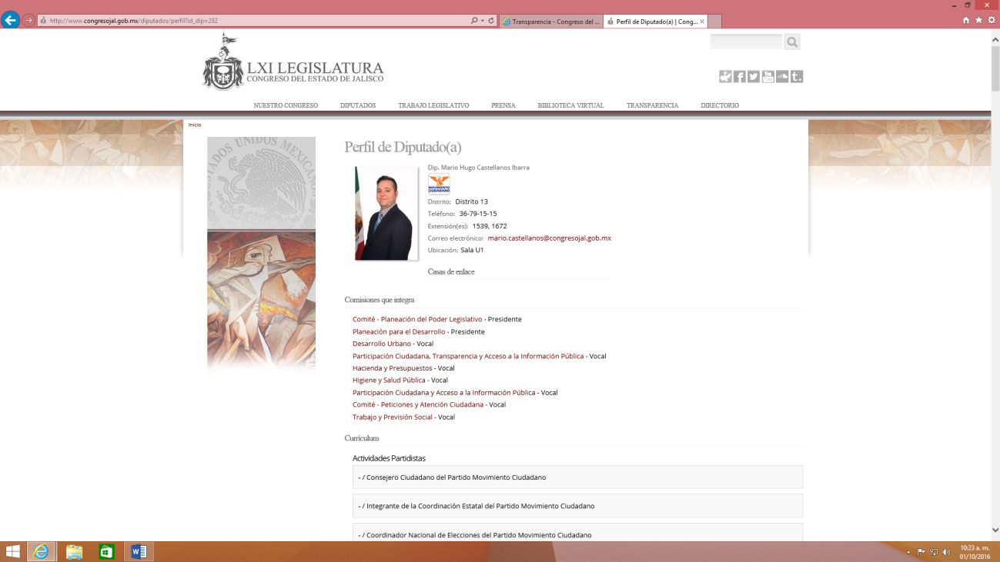 http://www.congresojal.gob.mx/diputados/perfil?id_dip=282
Transparencia - Congreso del ...
Perfil de Diputado(a) | Cong...
LXI LEGISLATURA
CONGRESO DEL ESTADO DE JALISCO
NUESTRO CONGRESO DIPUTADOS TRABAJO LEGISLATIVO PRENSA BIBLIOTECA VIRTUAL TRANSPARENCIA DIRECTORIO
Inicio
Perfil de Diputado(a)
Dip. Mario Hugo Castellanos Ibarra
MOVIMIENTO
CIUDADANO
Distrito: Distrito 13
Teléfono: 36-79-15-15
Extensión(es): 1539, 1672
Correo electrónico: mario.castellanos@congresojal.gob.mx
Ubicación: Sala U1
Casas de enlace
Comisiones que integra
Comité - Planeación del Poder Legislativo - Presidente
Planeación para el Desarrollo - Presidente
Desarrollo Urbano - Vocal
Participación Ciudadana, Transparencia y Acceso a la Información Pública - Vocal
Hacienda y Presupuestos - Vocal
Higiene y Salud Pública - Vocal
Participación Ciudadana y Acceso a la Información Pública - Vocal
Comité - Peticiones y Atención Ciudadana - Vocal
Trabajo y Previsión Social - Vocal
Curriculum
Actividades Partidistas
- / Consejero Ciudadano del Partido Movimiento Ciudadano
- / Integrante de la Coordinación Estatal del Partido Movimiento Ciudadano
- / Coordinador Nacional de Elecciones del Partido Movimiento Ciudadano
10:23 a. m.
01/10/2016